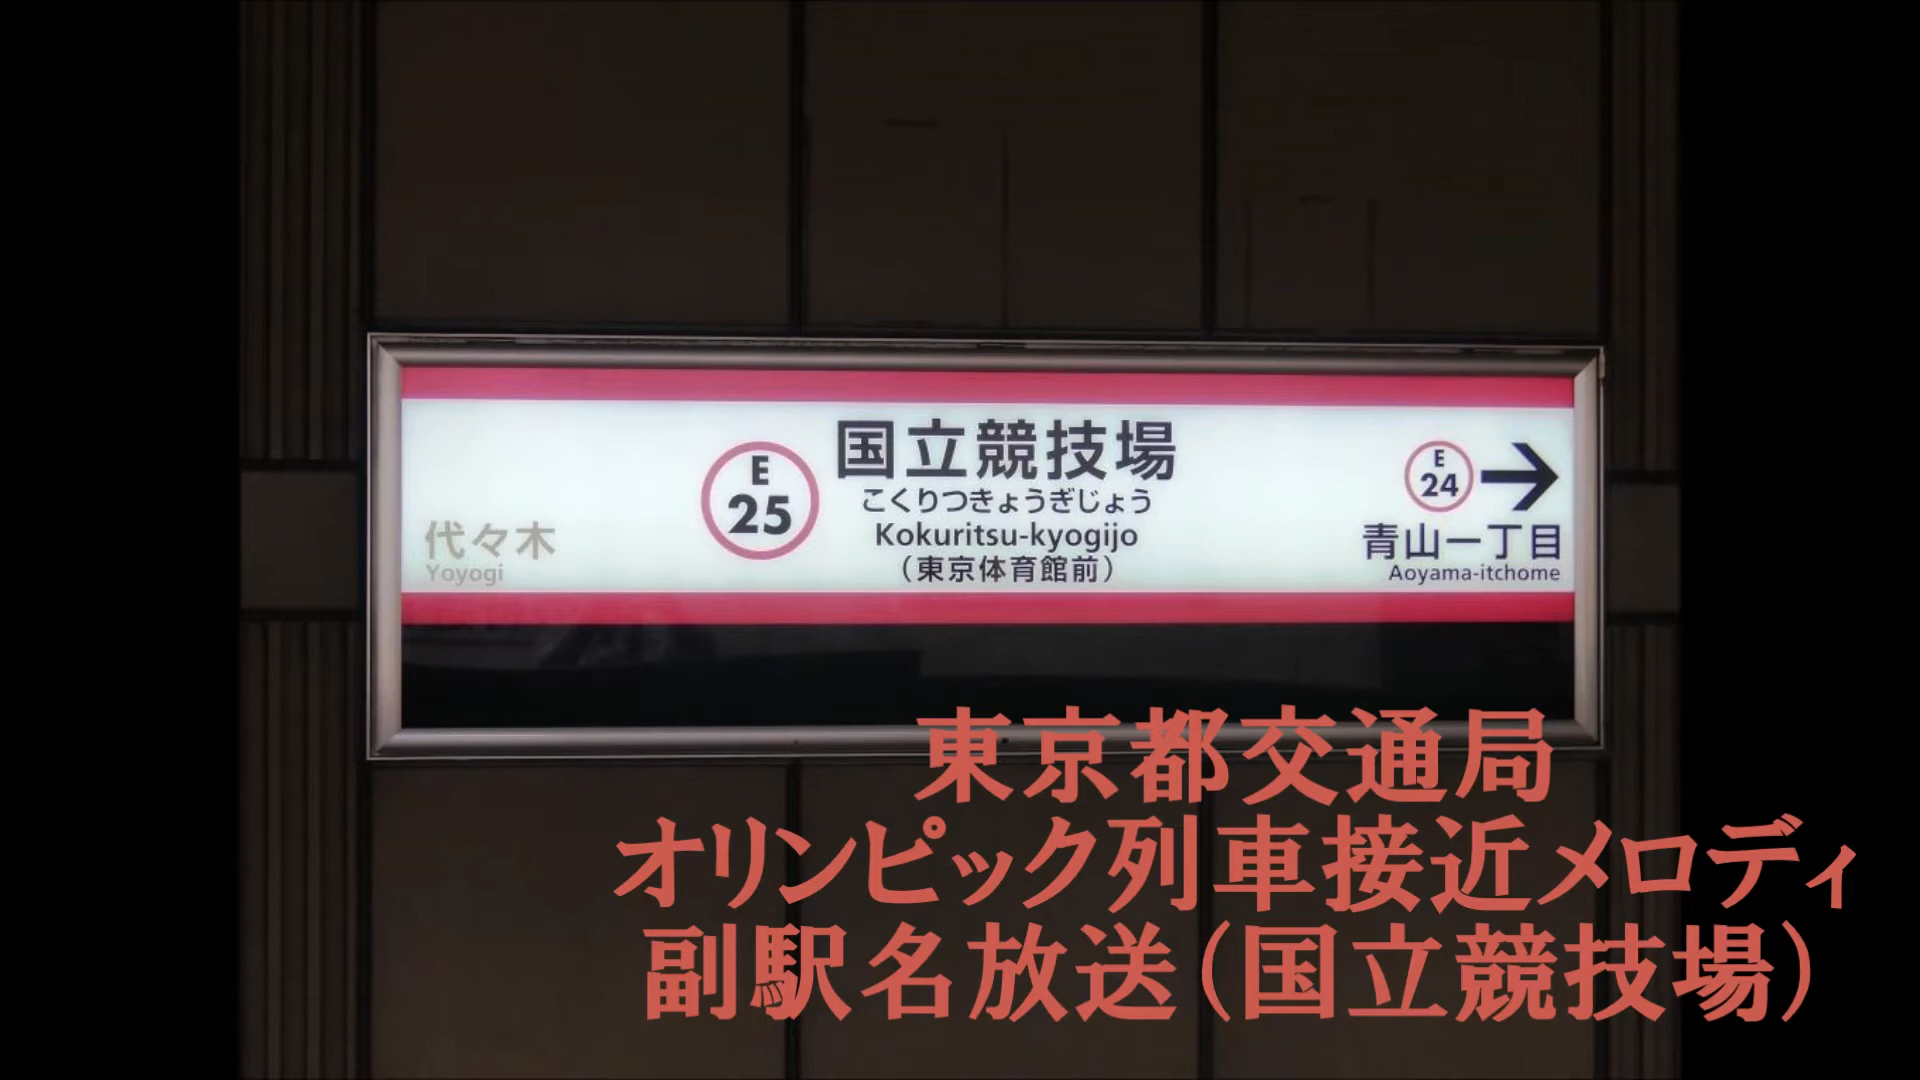 国立競技場
こくりつきょうぎじょう
Kokuritsu-kyogijo
(東京体育館前)
E
25
代々木
Yoyogi
E
24
青山一丁目
Aoyama-itchome
東京都交通局
オリンピック列車接近メロディ
副駅名放送(国立競技場)